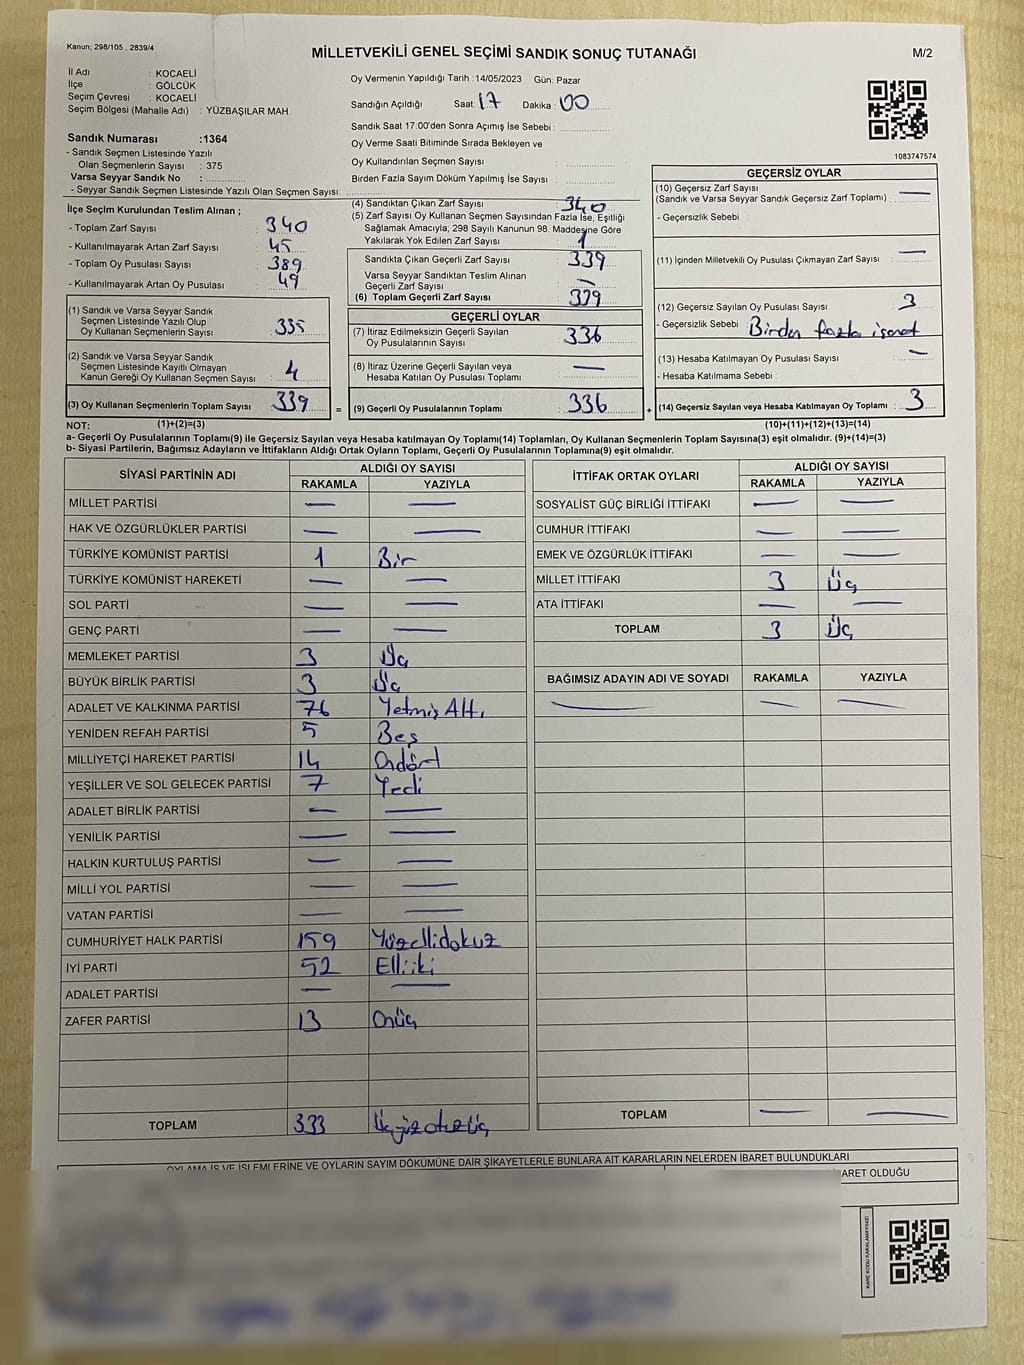 Kanun; 298/105 , 2839/4
MİLLETVEKİLİ GENEL SEÇİMİ SANDIK SONUÇ TUTANAĞI
M/2
İl Adı : KOCAELİ
İlçe : GÖLCÜK
Seçim Çevresi : KOCAELİ
Seçim Bölgesi (Mahalle Adı) : YÜZBAŞILAR MAH.
Sandık Numarası :1364
- Sandık Seçmen Listesinde Yazılı
Olan Seçmenlerin Sayısı : 375
Varsa Seyyar Sandık No :
- Seyyar Sandık Seçmen Listesinde Yazılı Olan Seçmen Sayısı:
Oy Vermenin Yapıldığı Tarih : 14/05/2023 Gün: Pazar
Sandığın Açıldığı Saat: 17 Dakika : 00
Sandık Saat 17:00'den Sonra Açımış İse Sebebi :
Oy Verme Saati Bitiminde Sırada Bekleyen ve
Oy Kullandırılan Seçmen Sayısı :
Birden Fazla Sayım Döküm Yapılmış İse Sayısı :
1083747574
İlçe Seçim Kurulundan Teslim Alınan ;
- Toplam Zarf Sayısı : 340
- Kullanılmayarak Artan Zarf Sayısı : 45
- Toplam Oy Pusulası Sayısı : 389
- Kullanılmayarak Artan Oy Pusulası : 49
(1) Sandık ve Varsa Seyyar Sandık
Seçmen Listesinde Yazılı Olup
Oy Kullanan Seçmenlerin Sayısı : 335
(2) Sandık ve Varsa Seyyar Sandık
Seçmen Listesinde Kayıtlı Olmayan
Kanun Gereği Oy Kullanan Seçmen Sayısı : 4
(3) Oy Kullanan Seçmenlerin Toplam Sayısı : 339
(1)+(2)=(3)
(4) Sandıktan Çıkan Zarf Sayısı : 340
(5) Zarf Sayısı Oy Kullanan Seçmen Sayısından Fazla İse, Eşitliği
Sağlamak Amacıyla, 298 Sayılı Kanunun 98. Maddesine Göre
Yakılarak Yok Edilen Zarf Sayısı : 1
Sandıkta Çıkan Geçerli Zarf Sayısı : 339
Varsa Seyyar Sandıktan Teslim Alınan
Geçerli Zarf Sayısı : —
(6) Toplam Geçerli Zarf Sayısı : 339
GEÇERLİ OYLAR
(7) İtiraz Edilmeksizin Geçerli Sayılan
Oy Pusulalarının Sayısı : 336
(8) İtiraz Üzerine Geçerli Sayılan veya
Hesaba Katılan Oy Pusulası Toplamı : —
= (9) Geçerli Oy Pusulalarının Toplamı : 336 +
GEÇERSİZ OYLAR
(10) Geçersiz Zarf Sayısı
(Sandık ve Varsa Seyyar Sandık Geçersiz Zarf Toplamı) : —
- Geçersizlik Sebebi :
(11) İçinden Milletvekili Oy Pusulası Çıkmayan Zarf Sayısı : —
(12) Geçersiz Sayılan Oy Pusulası Sayısı : 3
- Geçersizlik Sebebi : Birden fazla işaret
(13) Hesaba Katılmayan Oy Pusulası Sayısı : —
- Hesaba Katılmama Sebebi :
(14) Geçersiz Sayılan veya Hesaba Katılmayan Oy Toplamı : 3
(10)+(11)+(12)+(13)=(14)
NOT:
a- Geçerli Oy Pusulalarının Toplamı(9) ile Geçersiz Sayılan veya Hesaba katılmayan Oy Toplamı(14) Toplamları, Oy Kullanan Seçmenlerin Toplam Sayısına(3) eşit olmalıdır. (9)+(14)=(3)
b- Siyasi Partilerin, Bağımsız Adayların ve İttifakların Aldığı Ortak Oyların Toplamı, Geçerli Oy Pusulalarının Toplamına(9) eşit olmalıdır.
SİYASİ PARTİNİN ADI ALDIĞI OY SAYISI
RAKAMLA YAZIYLA
MİLLET PARTİSİ — —
HAK VE ÖZGÜRLÜKLER PARTİSİ — —
TÜRKİYE KOMÜNİST PARTİSİ 1 Bir
TÜRKİYE KOMÜNİST HAREKETİ — —
SOL PARTİ — —
GENÇ PARTİ — —
MEMLEKET PARTİSİ 3 Üç
BÜYÜK BİRLİK PARTİSİ 3 Üç
ADALET VE KALKINMA PARTİSİ 76 Yetmiş Altı
YENİDEN REFAH PARTİSİ 5 Beş
MİLLİYETÇİ HAREKET PARTİSİ 14 Ondört
YEŞİLLER VE SOL GELECEK PARTİSİ 7 Yedi
ADALET BİRLİK PARTİSİ — —
YENİLİK PARTİSİ — —
HALKIN KURTULUŞ PARTİSİ — —
MİLLİ YOL PARTİSİ — —
VATAN PARTİSİ — —
CUMHURİYET HALK PARTİSİ 159 Yüzellidokuz
İYİ PARTİ 52 Elliiki
ADALET PARTİSİ — —
ZAFER PARTİSİ 13 Onüç
TOPLAM 333 Üçyüzotuzüç
İTTİFAK ORTAK OYLARI ALDIĞI OY SAYISI
RAKAMLA YAZIYLA
SOSYALİST GÜÇ BİRLİĞİ İTTİFAKI — —
CUMHUR İTTİFAKI — —
EMEK VE ÖZGÜRLÜK İTTİFAKI — —
MİLLET İTTİFAKI 3 Üç
ATA İTTİFAKI — —
TOPLAM 3 Üç
BAĞIMSIZ ADAYIN ADI VE SOYADI RAKAMLA YAZIYLA
— — —
TOPLAM — —
OYLAMA İŞ VE İŞLEMLERİNE VE OYLARIN SAYIM DÖKÜMÜNE DAİR ŞİKAYETLERLE BUNLARA AİT KARARLARIN NELERDEN İBARET BULUNDUKLARI
ARET OLDUĞU
KARE KODU KARALAMAYINIZ!